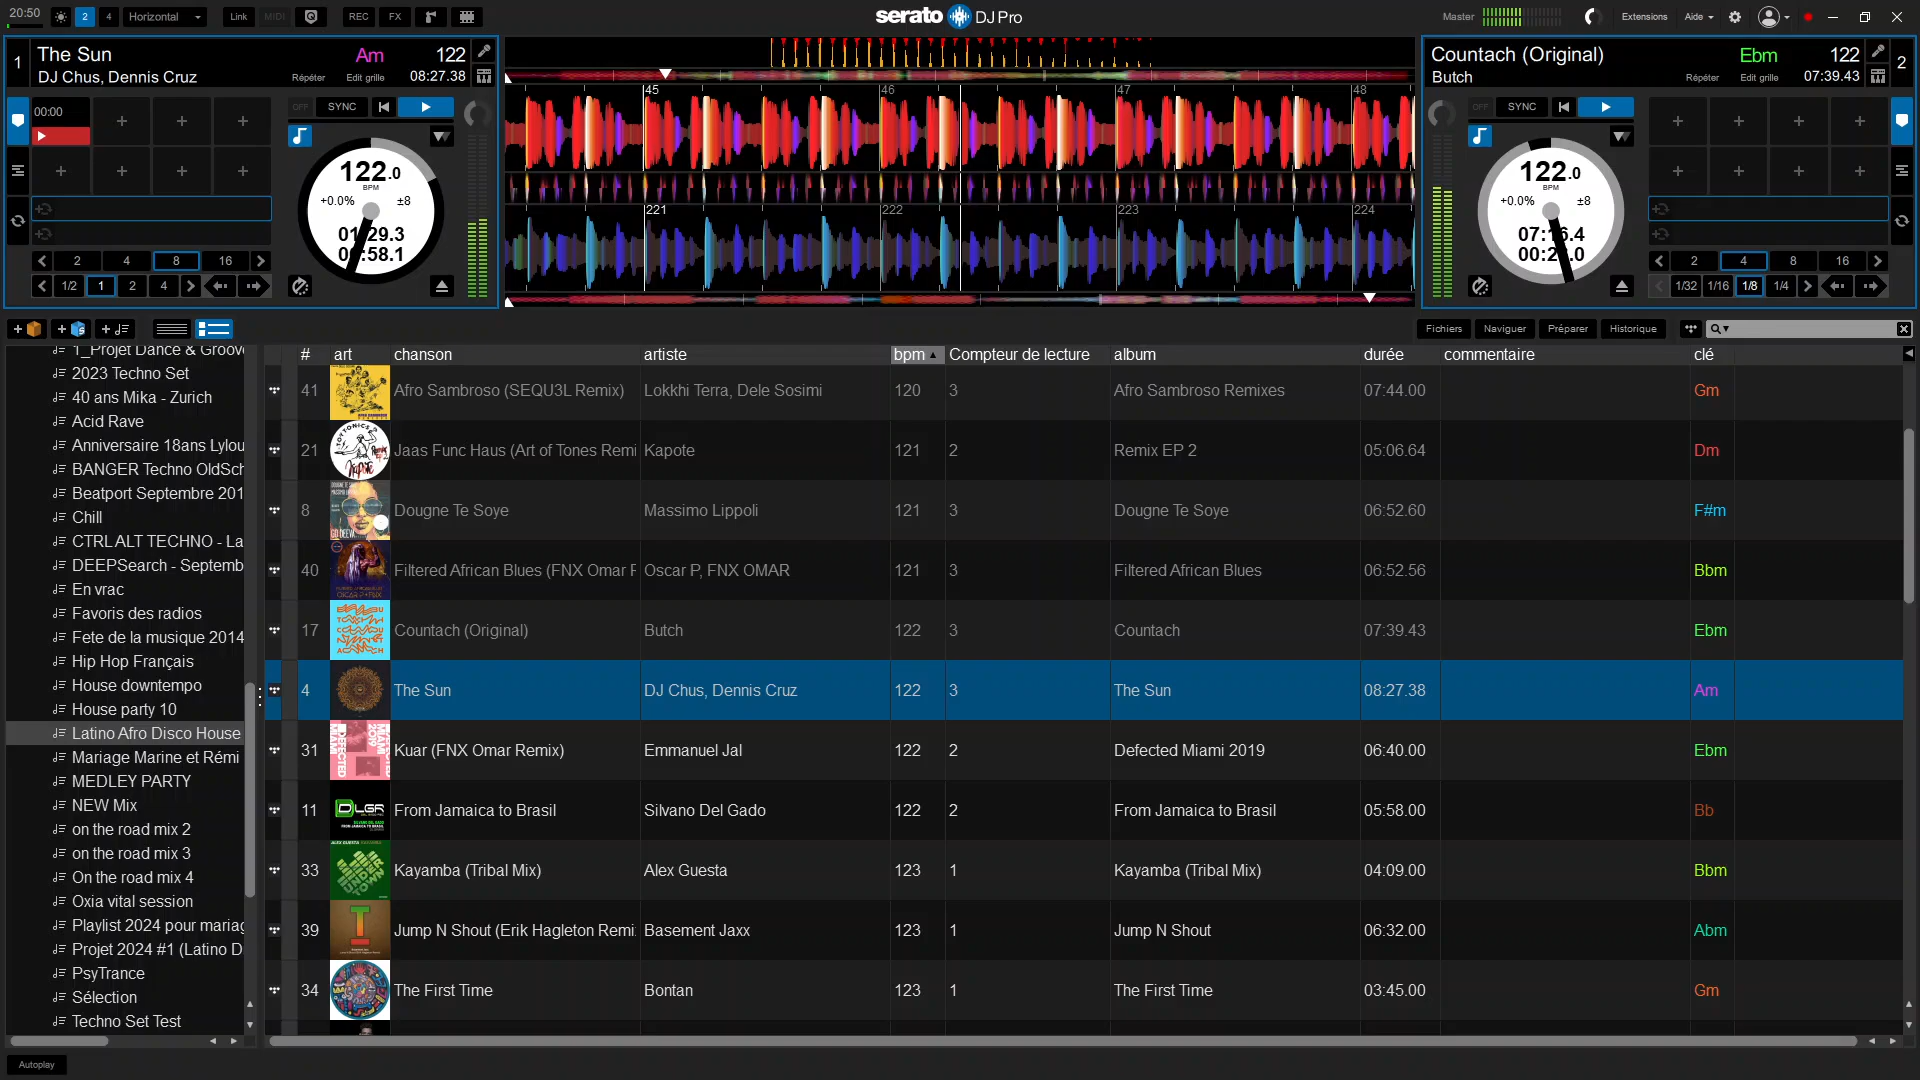 20:50
2
4
Horizontal
Link
MIDI
REC
FX
serato DJ Pro
Master
Extensions
Aide
1
The Sun
Am
122
DJ Chus, Dennis Cruz
Répéter
Edit grille
08:27.38
00:00
OFF
SYNC
122.0
BPM
+0.0%
±8
2
4
8
16
1/2
1
2
4
45
46
47
48
221
222
223
224
Countach (Original)
Ebm
122
2
Butch
Répéter
Edit grille
07:39.43
OFF
SYNC
122.0
BPM
+0.0%
±8
2
4
8
16
1/32
1/16
1/8
1/4
Fichiers
Naviguer
Préparer
Historique
1_Projet Dance & Groove
2023 Techno Set
40 ans Mika - Zurich
Acid Rave
Anniversaire 18ans Lylou
BANGER Techno OldSch
Beatport Septembre 201
Chill
CTRL ALT TECHNO - La
DEEPSearch - Septemb
En vrac
Favoris des radios
Fete de la musique 2014
Hip Hop Français
House downtempo
House party 10
Latino Afro Disco House
Mariage Marine et Rémi
MEDLEY PARTY
NEW Mix
on the road mix 2
on the road mix 3
On the road mix 4
Oxia vital session
Playlist 2024 pour mariag
Projet 2024 #1 (Latino D
PsyTrance
Sélection
Techno Set Test
# art chanson artiste bpm Compteur de lecture album durée commentaire clé
41 Afro Sambroso (SEQU3L Remix) Lokkhi Terra, Dele Sosimi 120 3 Afro Sambroso Remixes 07:44.00 Gm
21 Jaas Func Haus (Art of Tones Remi Kapote 121 2 Remix EP 2 05:06.64 Dm
8 Dougne Te Soye Massimo Lippoli 121 3 Dougne Te Soye 06:52.60 F#m
40 Filtered African Blues (FNX Omar F Oscar P, FNX OMAR 121 3 Filtered African Blues 06:52.56 Bbm
17 Countach (Original) Butch 122 3 Countach 07:39.43 Ebm
4 The Sun DJ Chus, Dennis Cruz 122 3 The Sun 08:27.38 Am
31 Kuar (FNX Omar Remix) Emmanuel Jal 122 2 Defected Miami 2019 06:40.00 Ebm
11 From Jamaica to Brasil Silvano Del Gado 122 2 From Jamaica to Brasil 05:58.00 Bb
33 Kayamba (Tribal Mix) Alex Guesta 123 1 Kayamba (Tribal Mix) 04:09.00 Bbm
39 Jump N Shout (Erik Hagleton Remi Basement Jaxx 123 1 Jump N Shout 06:32.00 Abm
34 The First Time Bontan 123 1 The First Time 03:45.00 Gm
Autoplay